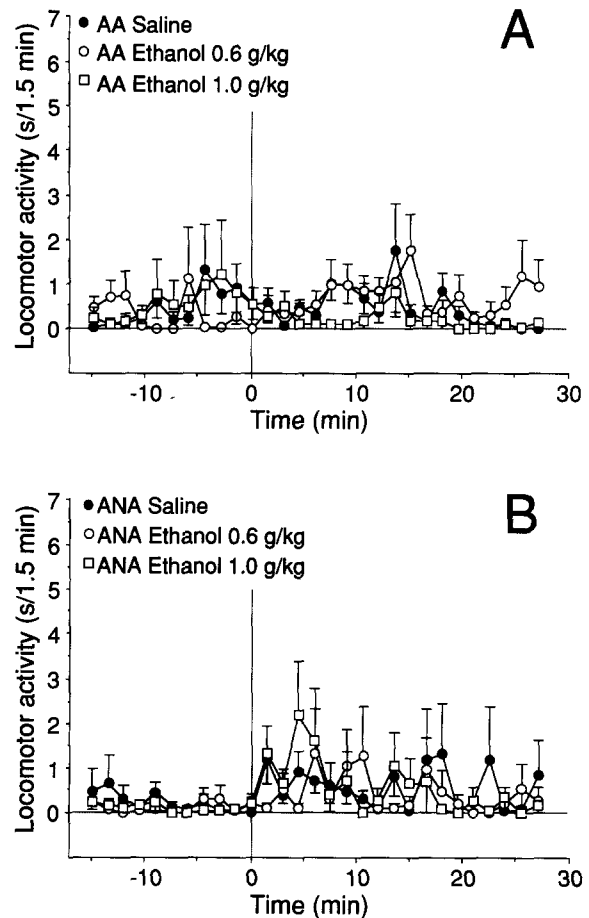 A
● AA Saline
○ AA Ethanol 0.6 g/kg
□ AA Ethanol 1.0 g/kg
Locomotor activity (s/1.5 min)
7
6
5
4
3
2
1
0
-10 0 10 20 30
Time (min)
B
● ANA Saline
○ ANA Ethanol 0.6 g/kg
□ ANA Ethanol 1.0 g/kg
Locomotor activity (s/1.5 min)
7
6
5
4
3
2
1
0
-10 0 10 20 30
Time (min)